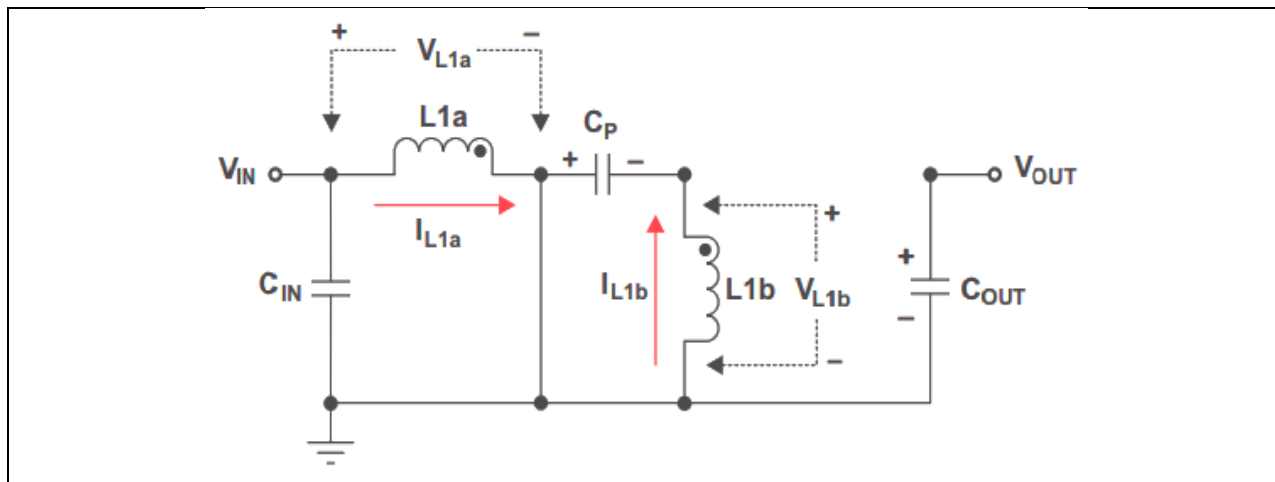 + V_L1a −
L1a
C_P
+ −
V_IN
V_OUT
I_L1a
+
C_IN
I_L1b
L1b
V_L1b
+
C_OUT
−
−